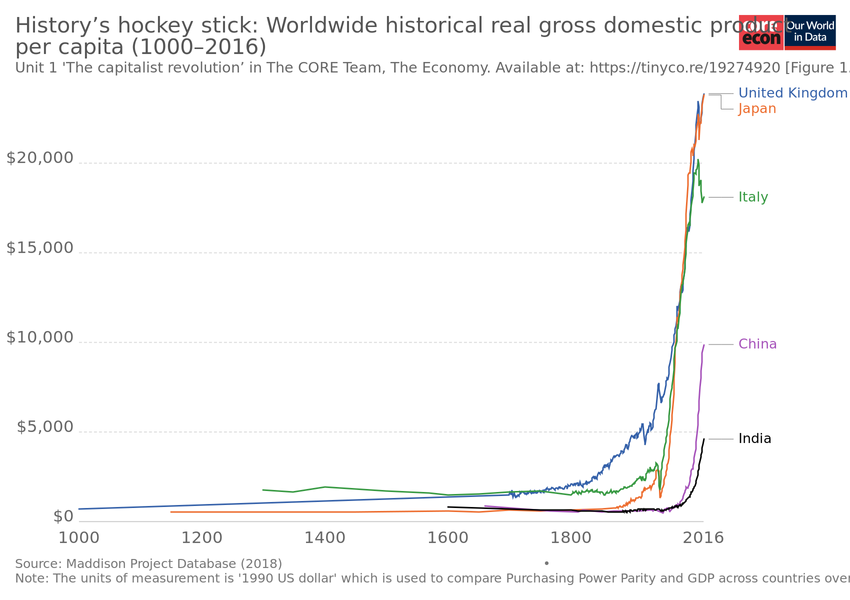 History's hockey stick: Worldwide historical real gross domestic product
per capita (1000–2016)
core
econ
Our World
in Data
Unit 1 'The capitalist revolution’ in The CORE Team, The Economy. Available at: https://tinyco.re/19274920 [Figure 1.
United Kingdom
Japan
$20,000
Italy
$15,000
$10,000
China
$5,000
India
$0
1000
1200
1400
1600
1800
2016
Source: Maddison Project Database (2018)
•
Note: The units of measurement is '1990 US dollar' which is used to compare Purchasing Power Parity and GDP across countries over